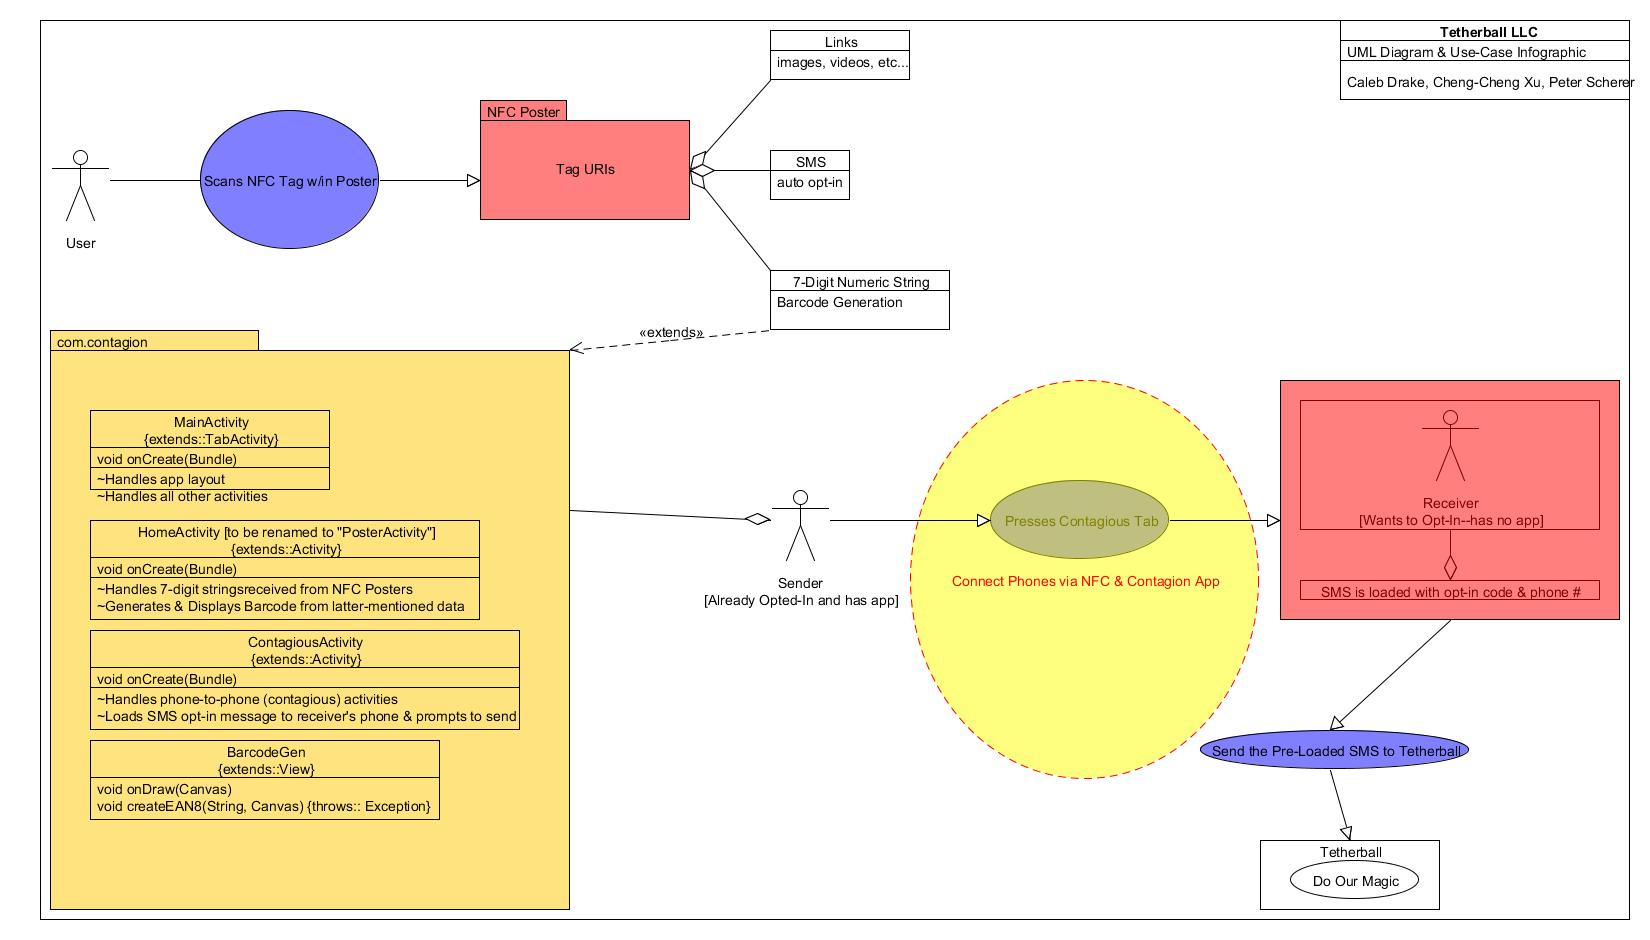 Tetherball LLC
UML Diagram & Use-Case Infographic
Caleb Drake, Cheng-Cheng Xu, Peter Scherer
Links
images, videos, etc...
NFC Poster
Tag URIs
Scans NFC Tag w/in Poster
User
SMS
auto opt-in
7-Digit Numeric String
Barcode Generation
«extends»
com.contagion
MainActivity
{extends::TabActivity}
void onCreate(Bundle)
~Handles app layout
~Handles all other activities
HomeActivity [to be renamed to "PosterActivity"]
{extends::Activity}
void onCreate(Bundle)
~Handles 7-digit stringsreceived from NFC Posters
~Generates & Displays Barcode from latter-mentioned data
ContagiousActivity
{extends::Activity}
void onCreate(Bundle)
~Handles phone-to-phone (contagious) activities
~Loads SMS opt-in message to receiver's phone & prompts to send
BarcodeGen
{extends::View}
void onDraw(Canvas)
void createEAN8(String, Canvas) {throws:: Exception}
Sender
[Already Opted-In and has app]
Presses Contagious Tab
Connect Phones via NFC & Contagion App
Receiver
[Wants to Opt-In--has no app]
SMS is loaded with opt-in code & phone #
Send the Pre-Loaded SMS to Tetherball
Tetherball
Do Our Magic